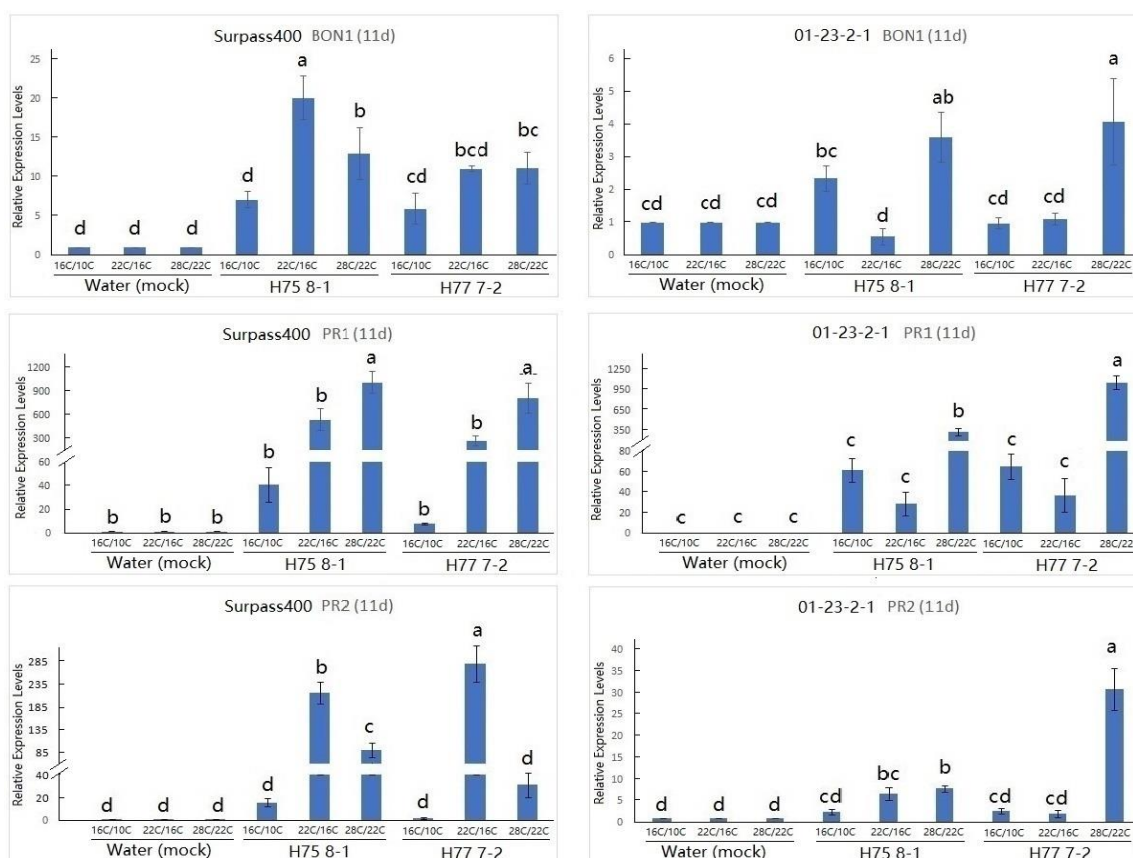 Surpass400 BON1 (11d)
Relative Expression Levels
25
20
15
10
5
0
d d d d a b cd bcd bc
16C/10C 22C/16C 28C/22C 16C/10C 22C/16C 28C/22C 16C/10C 22C/16C 28C/22C
Water (mock) H75 8-1 H77 7-2
01-23-2-1 BON1 (11d)
Relative Expression Levels
6
5
4
3
2
1
0
cd cd cd bc d ab cd cd a
16C/10C 22C/16C 28C/22C 16C/10C 22C/16C 28C/22C 16C/10C 22C/16C 28C/22C
Water (mock) H75 8-1 H77 7-2
Surpass400 PR1 (11d)
Relative Expression Levels
1200
900
600
300
60
40
20
0
b b b b b a b b a
16C/10C 22C/16C 28C/22C 16C/10C 22C/16C 28C/22C 16C/10C 22C/16C 28C/22C
Water (mock) H75 8-1 H77 7-2
01-23-2-1 PR1 (11d)
Relative Expression Levels
1250
950
650
350
80
60
40
20
0
c c c c c b c c a
16C/10C 22C/16C 28C/22C 16C/10C 22C/16C 28C/22C 16C/10C 22C/16C 28C/22C
Water (mock) H75 8-1 H77 7-2
Surpass400 PR2 (11d)
Relative Expression Levels
285
235
185
135
85
40
20
0
d d d d b c d a d
16C/10C 22C/16C 28C/22C 16C/10C 22C/16C 28C/22C 16C/10C 22C/16C 28C/22C
Water (mock) H75 8-1 H77 7-2
01-23-2-1 PR2 (11d)
Relative Expression Levels
40
35
30
25
20
15
10
5
0
d d d cd bc b cd cd a
16C/10C 22C/16C 28C/22C 16C/10C 22C/16C 28C/22C 16C/10C 22C/16C 28C/22C
Water (mock) H75 8-1 H77 7-2